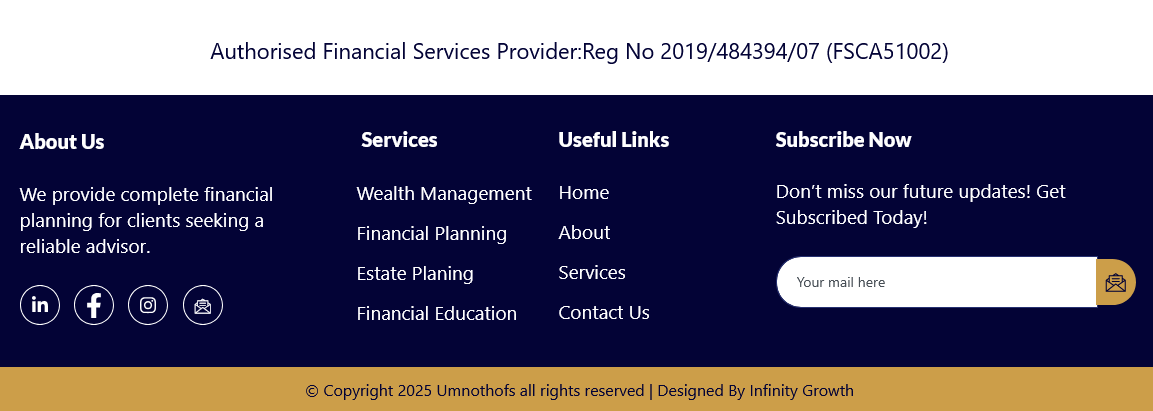 Authorised Financial Services Provider:Reg No 2019/484394/07 (FSCA51002)
About Us
We provide complete financial
planning for clients seeking a
reliable advisor.
in
f
Services
Wealth Management
Financial Planning
Estate Planing
Financial Education
Useful Links
Home
About
Services
Contact Us
Subscribe Now
Don’t miss our future updates! Get
Subscribed Today!
Your mail here
© Copyright 2025 Umnothofs all rights reserved | Designed By Infinity Growth